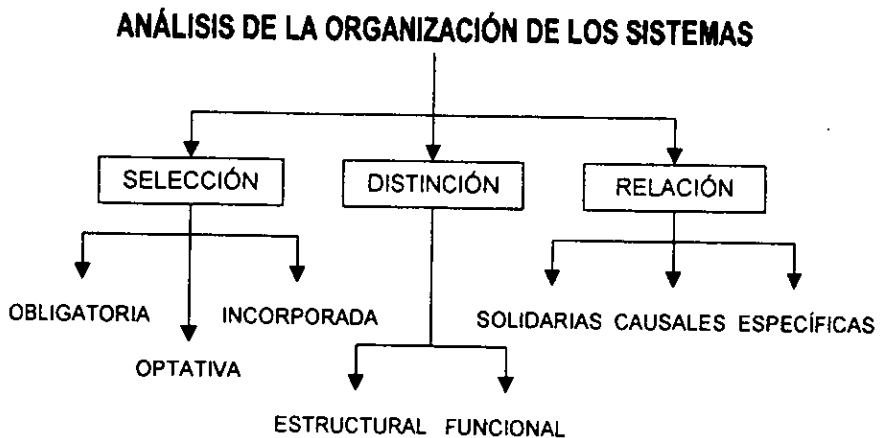 ANÁLISIS DE LA ORGANIZACIÓN DE LOS SISTEMAS
SELECCIÓN
DISTINCIÓN
RELACIÓN
OBLIGATORIA
INCORPORADA
OPTATIVA
SOLIDARIAS CAUSALES ESPECÍFICAS
ESTRUCTURAL FUNCIONAL